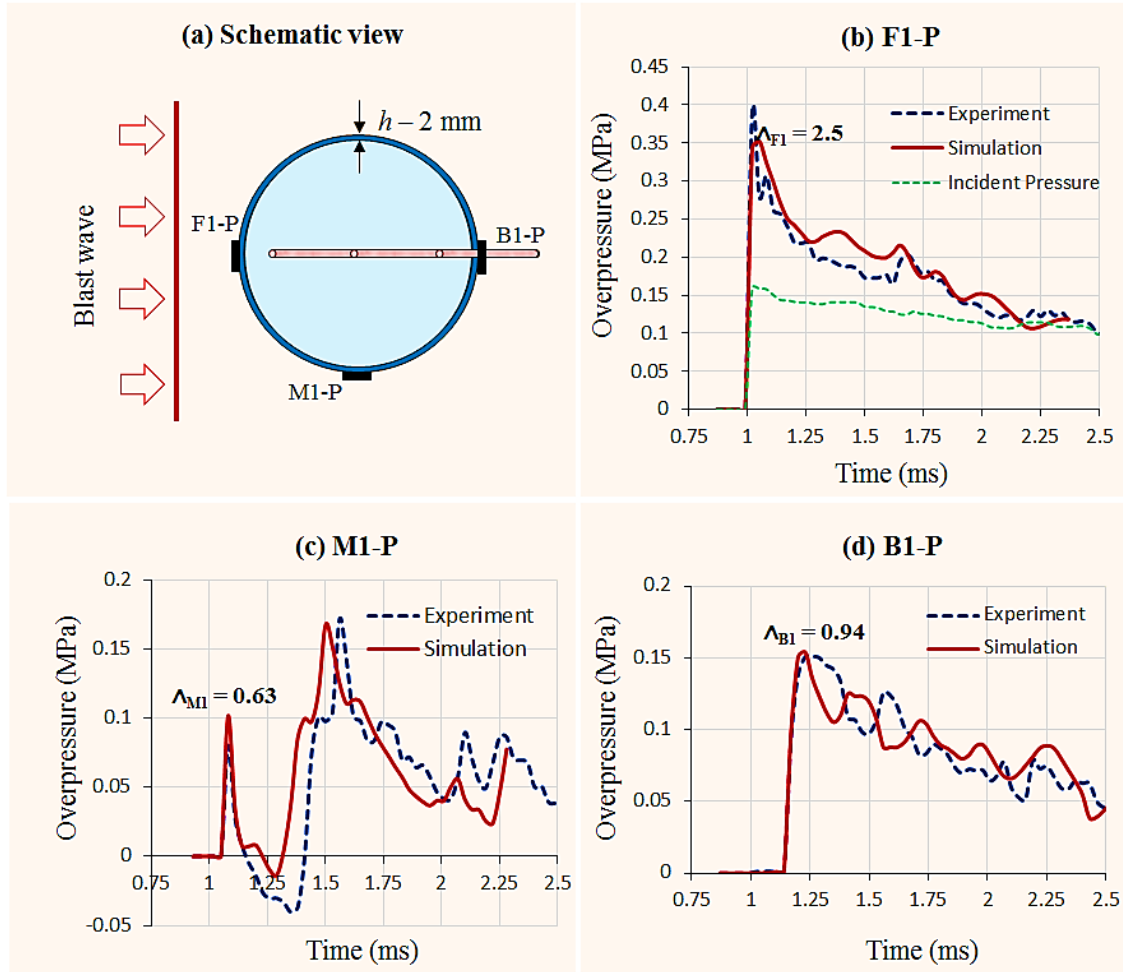 (a) Schematic view
h – 2 mm
F1-P
B1-P
Blast wave
M1-P
(b) F1-P
Overpressure (MPa)
0.45
0.4
0.35
0.3
0.25
0.2
0.15
0.1
0.05
0
ΛF1 = 2.5
Experiment
Simulation
Incident Pressure
0.75 1 1.25 1.5 1.75 2 2.25 2.5
Time (ms)
(c) M1-P
Overpressure (MPa)
0.2
0.15
0.1
0.05
0
-0.05
ΛM1 = 0.63
Experiment
Simulation
0.75 1 1.25 1.5 1.75 2 2.25 2.5
Time (ms)
(d) B1-P
Overpressure (MPa)
0.2
0.15
0.1
0.05
0
ΛB1 = 0.94
Experiment
Simulation
0.75 1 1.25 1.5 1.75 2 2.25 2.5
Time (ms)